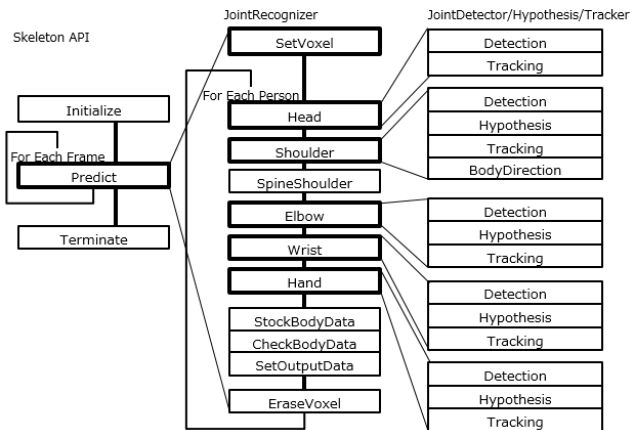 Skeleton API
Initialize
For Each Frame
Predict
Terminate
JointRecognizer
SetVoxel
For Each Person
Head
Shoulder
SpineShoulder
Elbow
Wrist
Hand
StockBodyData
CheckBodyData
SetOutputData
EraseVoxel
JointDetector/Hypothesis/Tracker
Detection
Tracking
Detection
Hypothesis
Tracking
BodyDirection
Detection
Hypothesis
Tracking
Detection
Hypothesis
Tracking
Detection
Hypothesis
Tracking